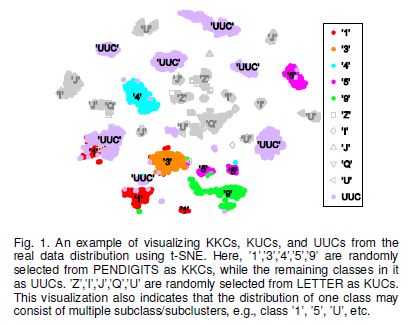 'U'
'UUC'
'J'
'UUC'
'UUC'
'UUC'
'5'
'J'
'Z'
'I'
'4'
'Z'
'J'
'Q'
'I'
'U'
'J'
'U'
'Q'
'UUC'
'UUC'
'1'
'3'
'5'
'5'
'1'
'9'
'1'
'1'
'3'
'4'
'5'
'9'
'Z'
'I'
'J'
'Q'
'U'
UUC
Fig. 1. An example of visualizing KKCs, KUCs, and UUCs from the
real data distribution using t-SNE. Here, '1','3','4','5','9' are randomly
selected from PENDIGITS as KKCs, while the remaining classes in it
as UUCs. 'Z','I','J','Q','U' are randomly selected from LETTER as KUCs.
This visualization also indicates that the distribution of one class may
consist of multiple subclass/subclusters, e.g., class '1', '5', 'U', etc.